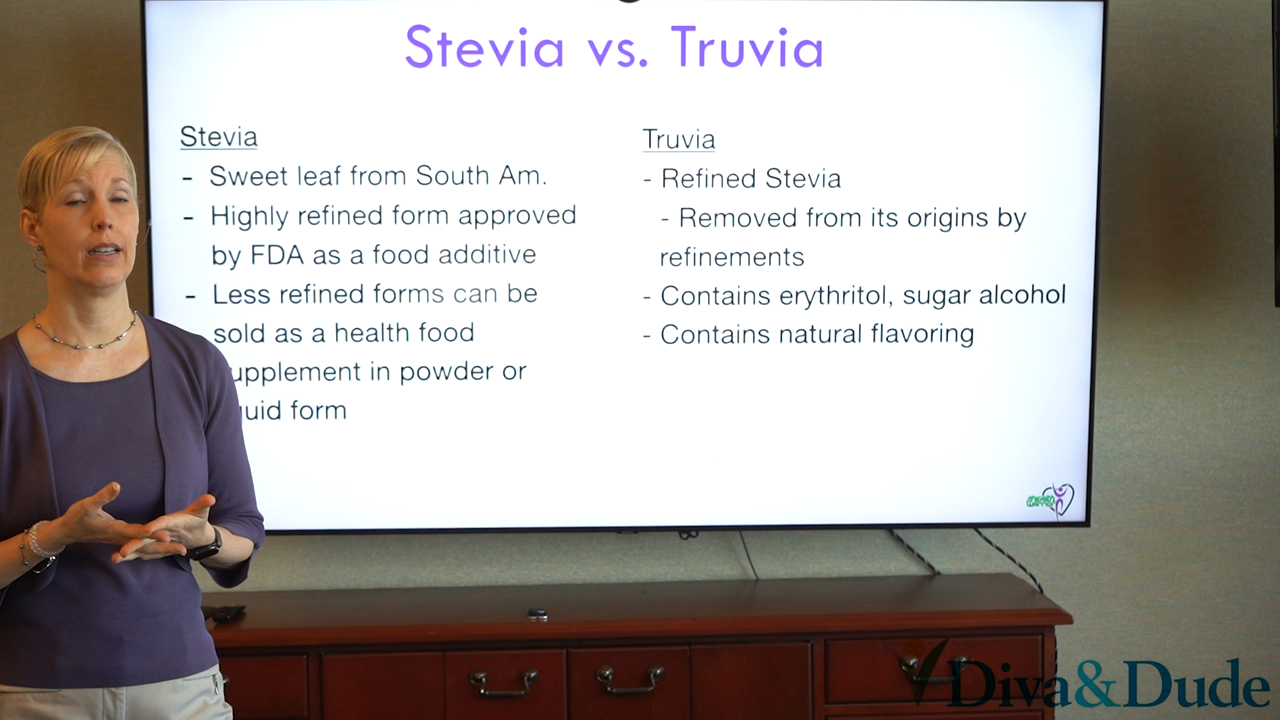 Stevia vs. Truvia
Stevia
- Sweet leaf from South Am.
- Highly refined form approved
by FDA as a food additive
- Less refined forms can be
sold as a health food
upplement in powder or
uid form
Truvia
- Refined Stevia
- Removed from its origins by
refinements
- Contains erythritol, sugar alcohol
- Contains natural flavoring
Diva&Dude